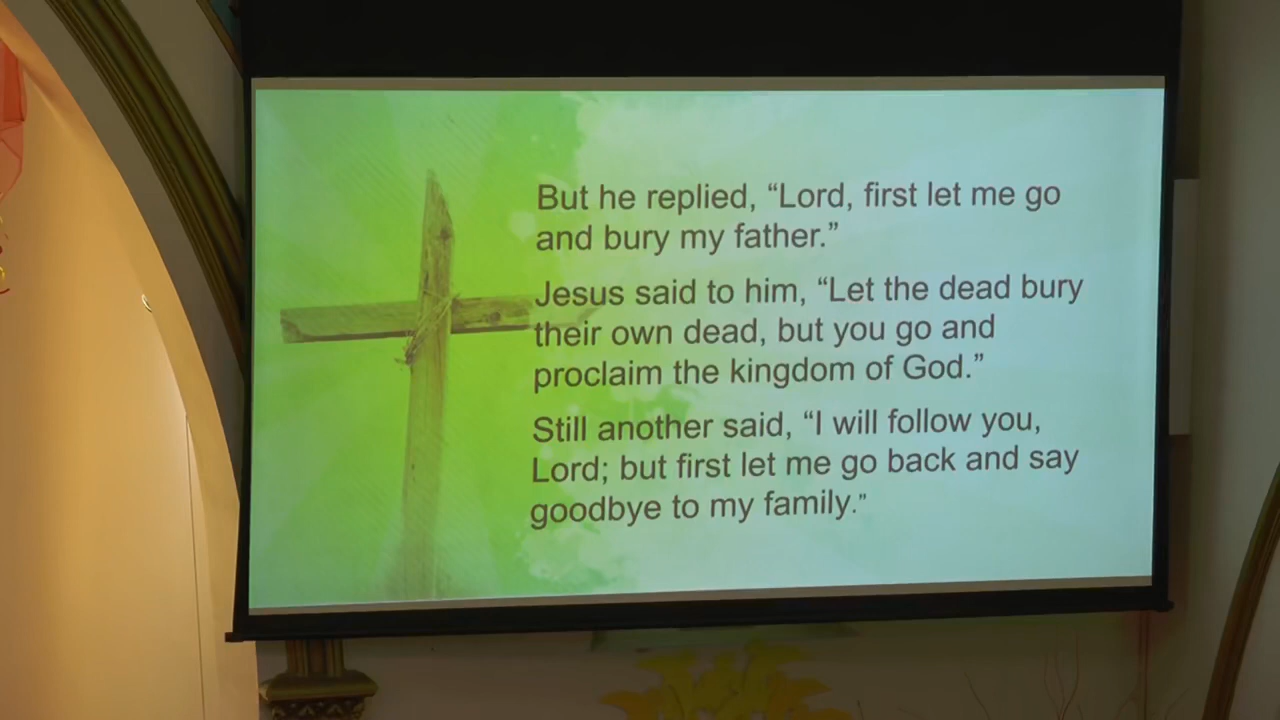 But he replied, “Lord, first let me go
and bury my father.”
Jesus said to him, “Let the dead bury
their own dead, but you go and
proclaim the kingdom of God.”
Still another said, “I will follow you,
Lord; but first let me go back and say
goodbye to my family.”